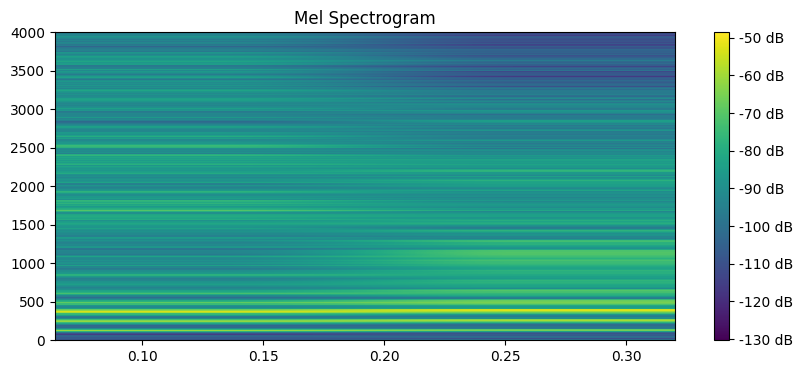 Mel Spectrogram
4000
3500
3000
2500
2000
1500
1000
500
0
0.10 0.15 0.20 0.25 0.30
-50 dB
-60 dB
-70 dB
-80 dB
-90 dB
-100 dB
-110 dB
-120 dB
-130 dB